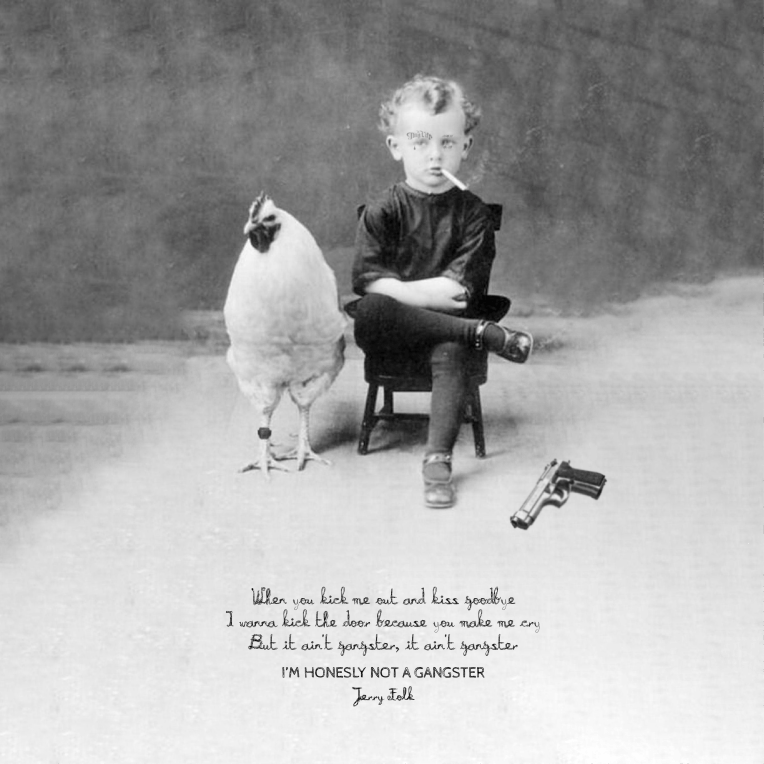 When you kick me out and kiss goodbye
I wanna kick the door because you make me cry
But it ain't gangster, it ain't gangster
I'M HONESLY NOT A GANGSTER
Jerry Folk